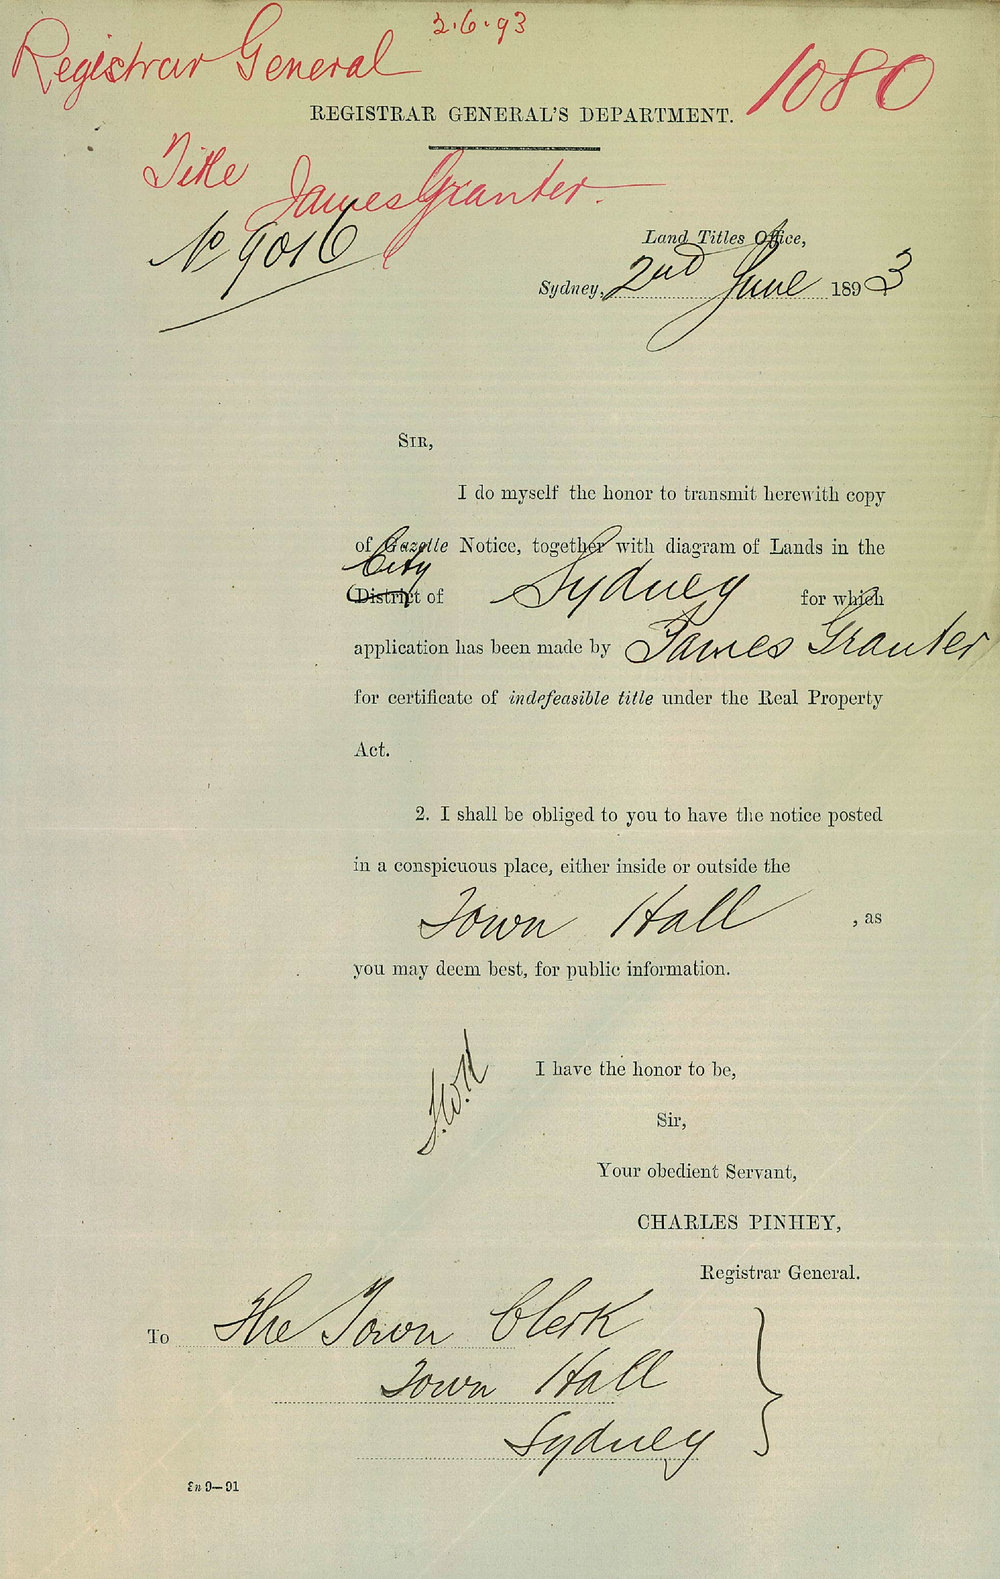 2.6.93
Registrar General
1080
REGISTRAR GENERAL'S DEPARTMENT.
Title
James Granter.
No 9016
Land Titles Office,
Sydney, 2nd June 1893
SIR,
I do myself the honor to transmit herewith copy
of Gazette Notice, together with diagram of Lands in the
City
District of Sydney for which
application has been made by James Granter
for certificate of indefeasible title under the Real Property
Act.
2. I shall be obliged to you to have the notice posted
in a conspicuous place, either inside or outside the
Town Hall , as
you may deem best, for public information.
I have the honor to be,
Sir,
Your obedient Servant,
CHARLES PINHEY,
Registrar General.
To The Town Clerk
Town Hall
Sydney